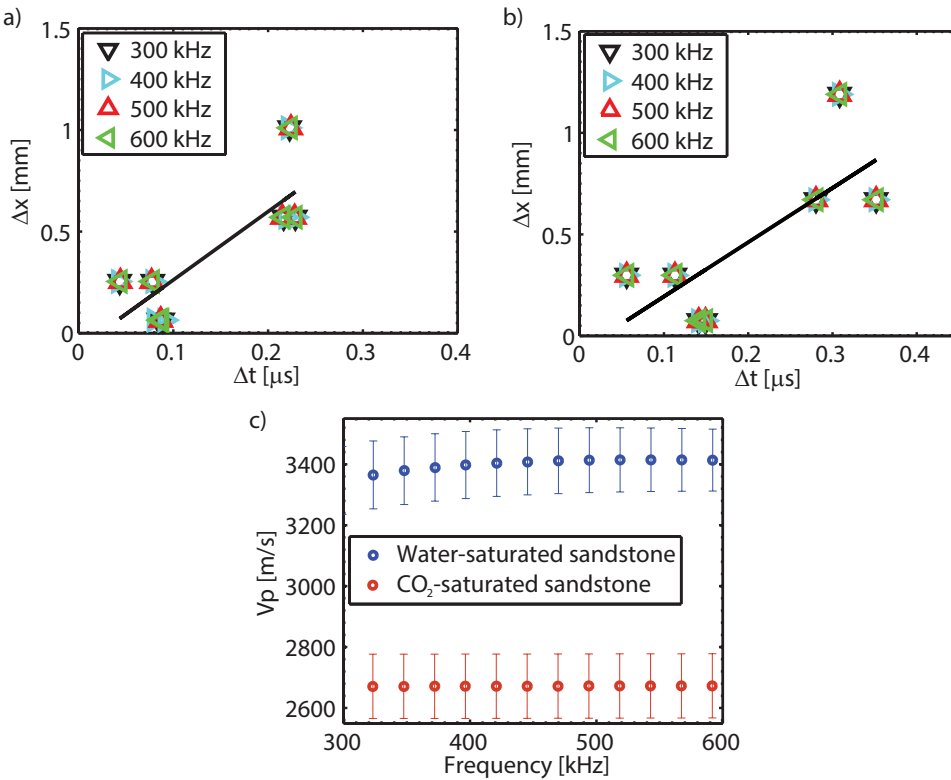 a)
1.5
1
0.5
0
Δx [mm]
300 kHz
400 kHz
500 kHz
600 kHz
0 0.1 0.2 0.3 0.4
Δt [μs]
b)
1.5
1
0.5
0
Δx [mm]
300 kHz
400 kHz
500 kHz
600 kHz
0 0.1 0.2 0.3 0.4
Δt [μs]
c)
3400
3200
3000
2800
2600
Vp [m/s]
Water-saturated sandstone
CO₂-saturated sandstone
300 400 500 600
Frequency [kHz]